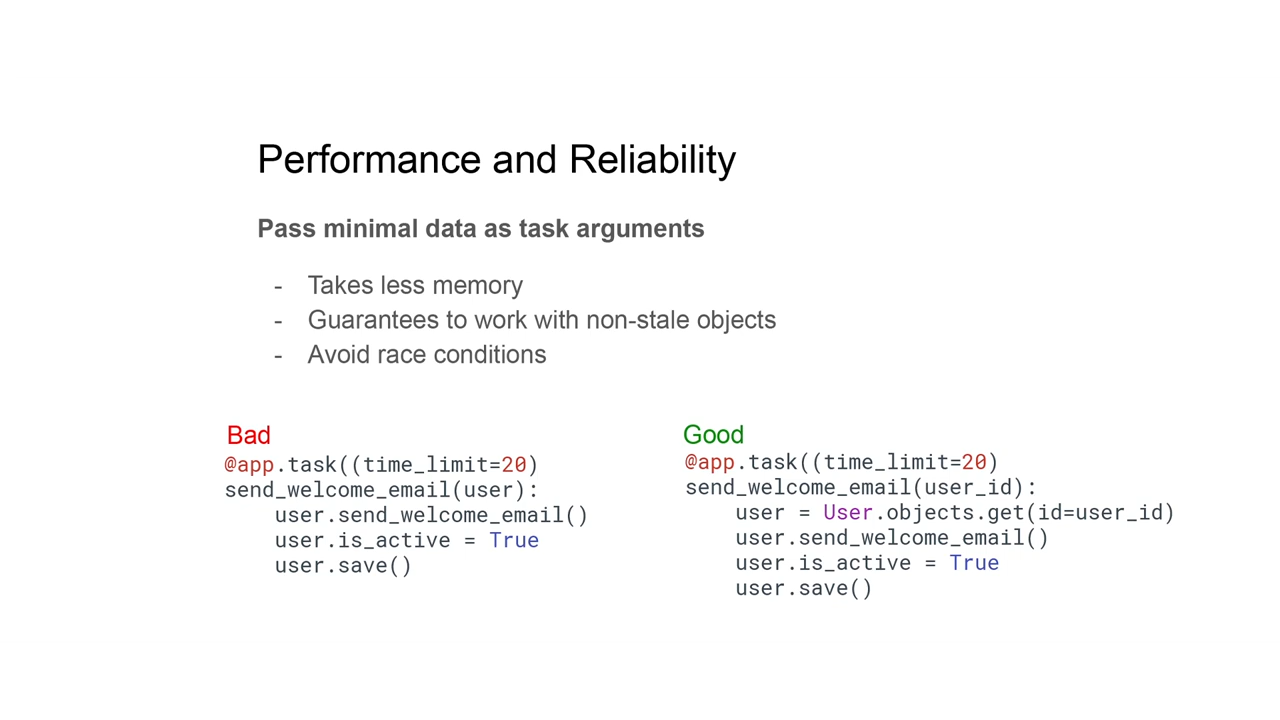 Performance and Reliability
Pass minimal data as task arguments
- Takes less memory
- Guarantees to work with non-stale objects
- Avoid race conditions
Bad
@app.task((time_limit=20)
send_welcome_email(user):
    user.send_welcome_email()
    user.is_active = True
    user.save()
Good
@app.task((time_limit=20)
send_welcome_email(user_id):
    user = User.objects.get(id=user_id)
    user.send_welcome_email()
    user.is_active = True
    user.save()